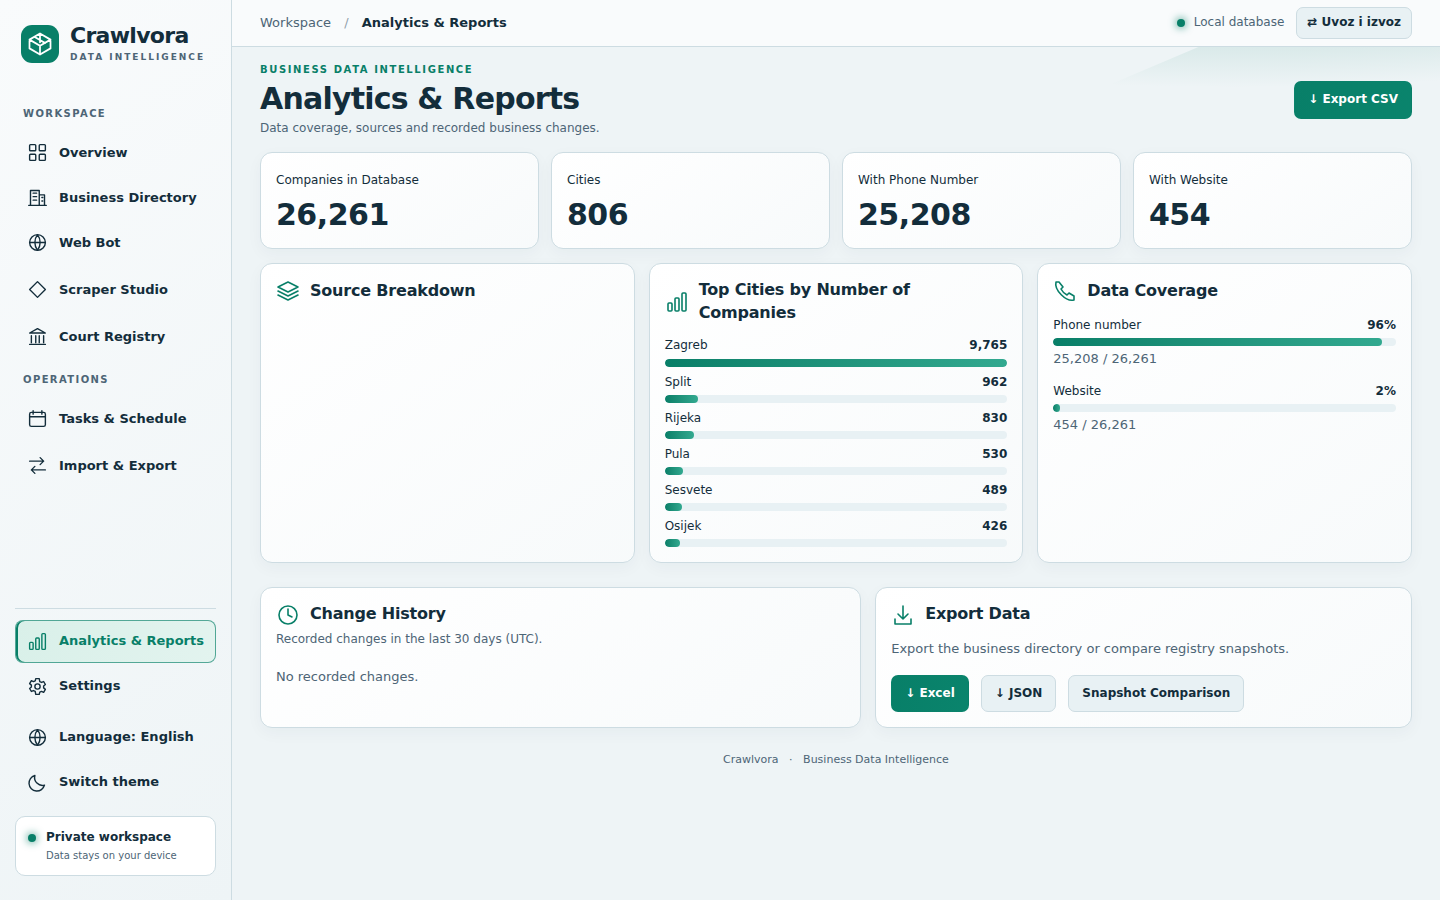 Crawlvora
DATA INTELLIGENCE
WORKSPACE
Overview
Business Directory
Web Bot
Scraper Studio
Court Registry
OPERATIONS
Tasks & Schedule
Import & Export
Analytics & Reports
Settings
Language: English
Switch theme
Private workspace
Data stays on your device
Workspace / Analytics & Reports
Local database
⇄ Uvoz i izvoz
BUSINESS DATA INTELLIGENCE
Analytics & Reports
Data coverage, sources and recorded business changes.
↓ Export CSV
Companies in Database
26,261
Cities
806
With Phone Number
25,208
With Website
454
Source Breakdown
Top Cities by Number of
Companies
Zagreb 9,765
Split 962
Rijeka 830
Pula 530
Sesvete 489
Osijek 426
Data Coverage
Phone number 96%
25,208 / 26,261
Website 2%
454 / 26,261
Change History
Recorded changes in the last 30 days (UTC).
No recorded changes.
Export Data
Export the business directory or compare registry snapshots.
↓ Excel
↓ JSON
Snapshot Comparison
Crawlvora · Business Data Intelligence